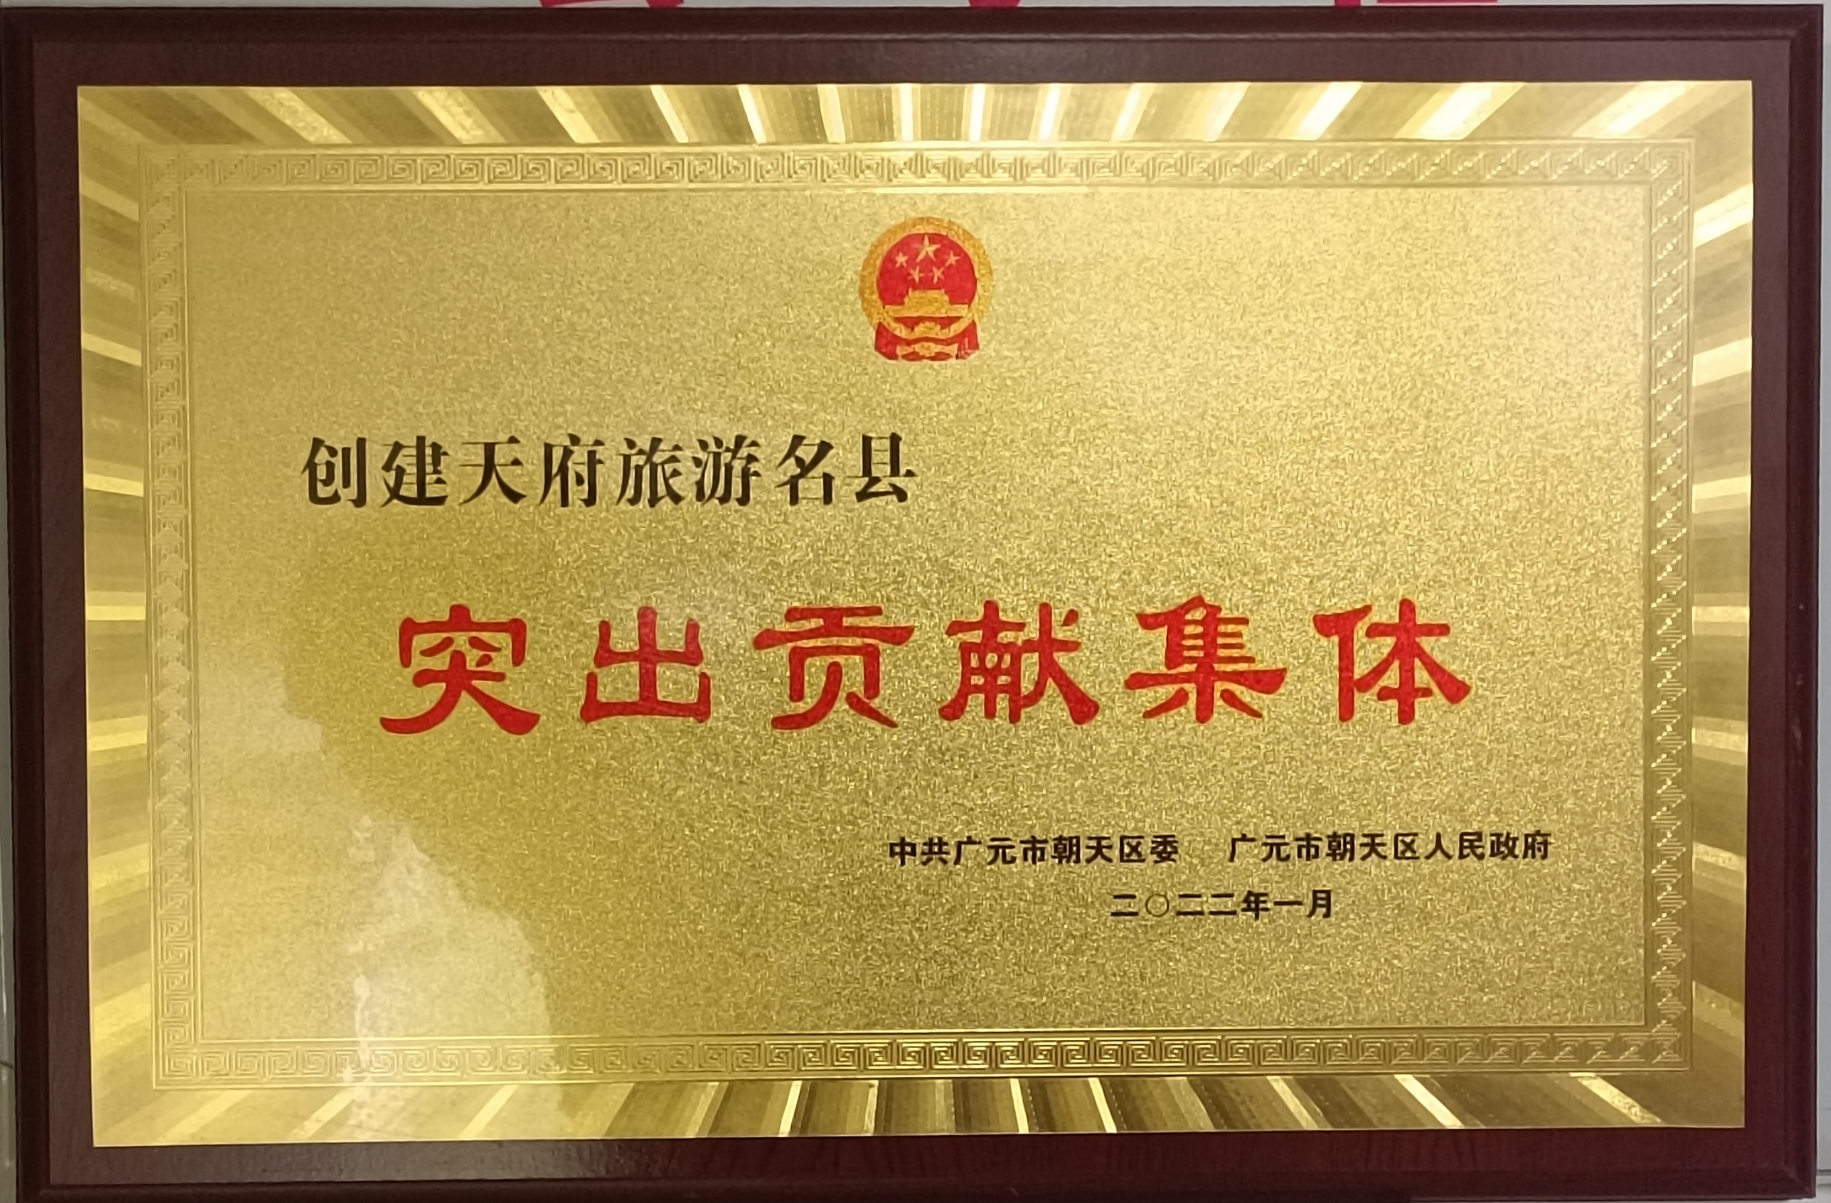 创建天府旅游名县
突出贡献集体
中共广元市朝天区委 广元市朝天区人民政府
二〇二二年一月